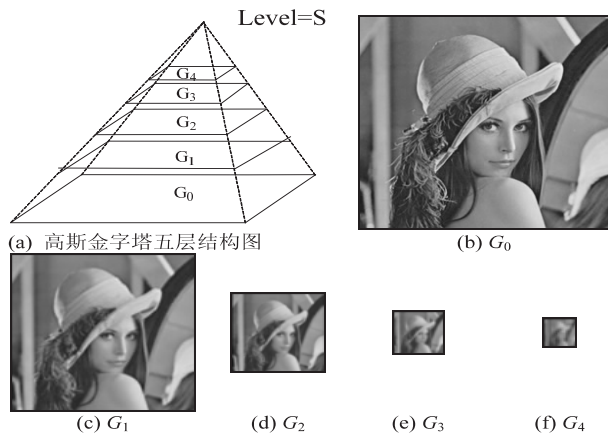 Level=S
G4
G3
G2
G1
G0
(a) 高斯金字塔五层结构图
(b) G0
(c) G1
(d) G2
(e) G3
(f) G4